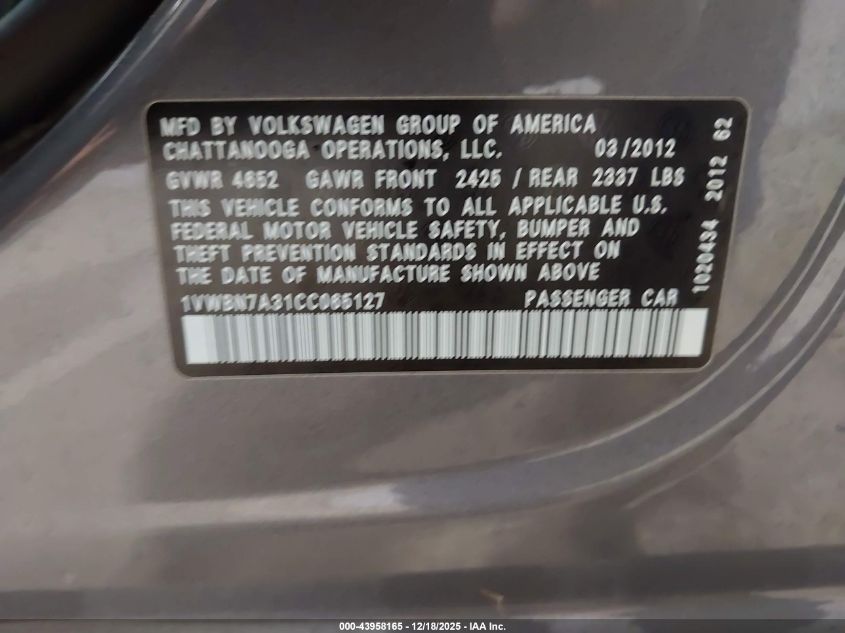 MFD BY VOLKSWAGEN GROUP OF AMERICA
CHATTANOOGA OPERATIONS, LLC. 03/2012
GVWR 4652 GAWR FRONT 2425 / REAR 2337 LBS
THIS VEHICLE CONFORMS TO ALL APPLICABLE U.S.
FEDERAL MOTOR VEHICLE SAFETY, BUMPER AND
THEFT PREVENTION STANDARDS IN EFFECT ON
THE DATE OF MANUFACTURE SHOWN ABOVE
1VWBN7A31CC065127 PASSENGER CAR
1020434 2012 62
000-43958165 - 12/18/2025 - IAA Inc.